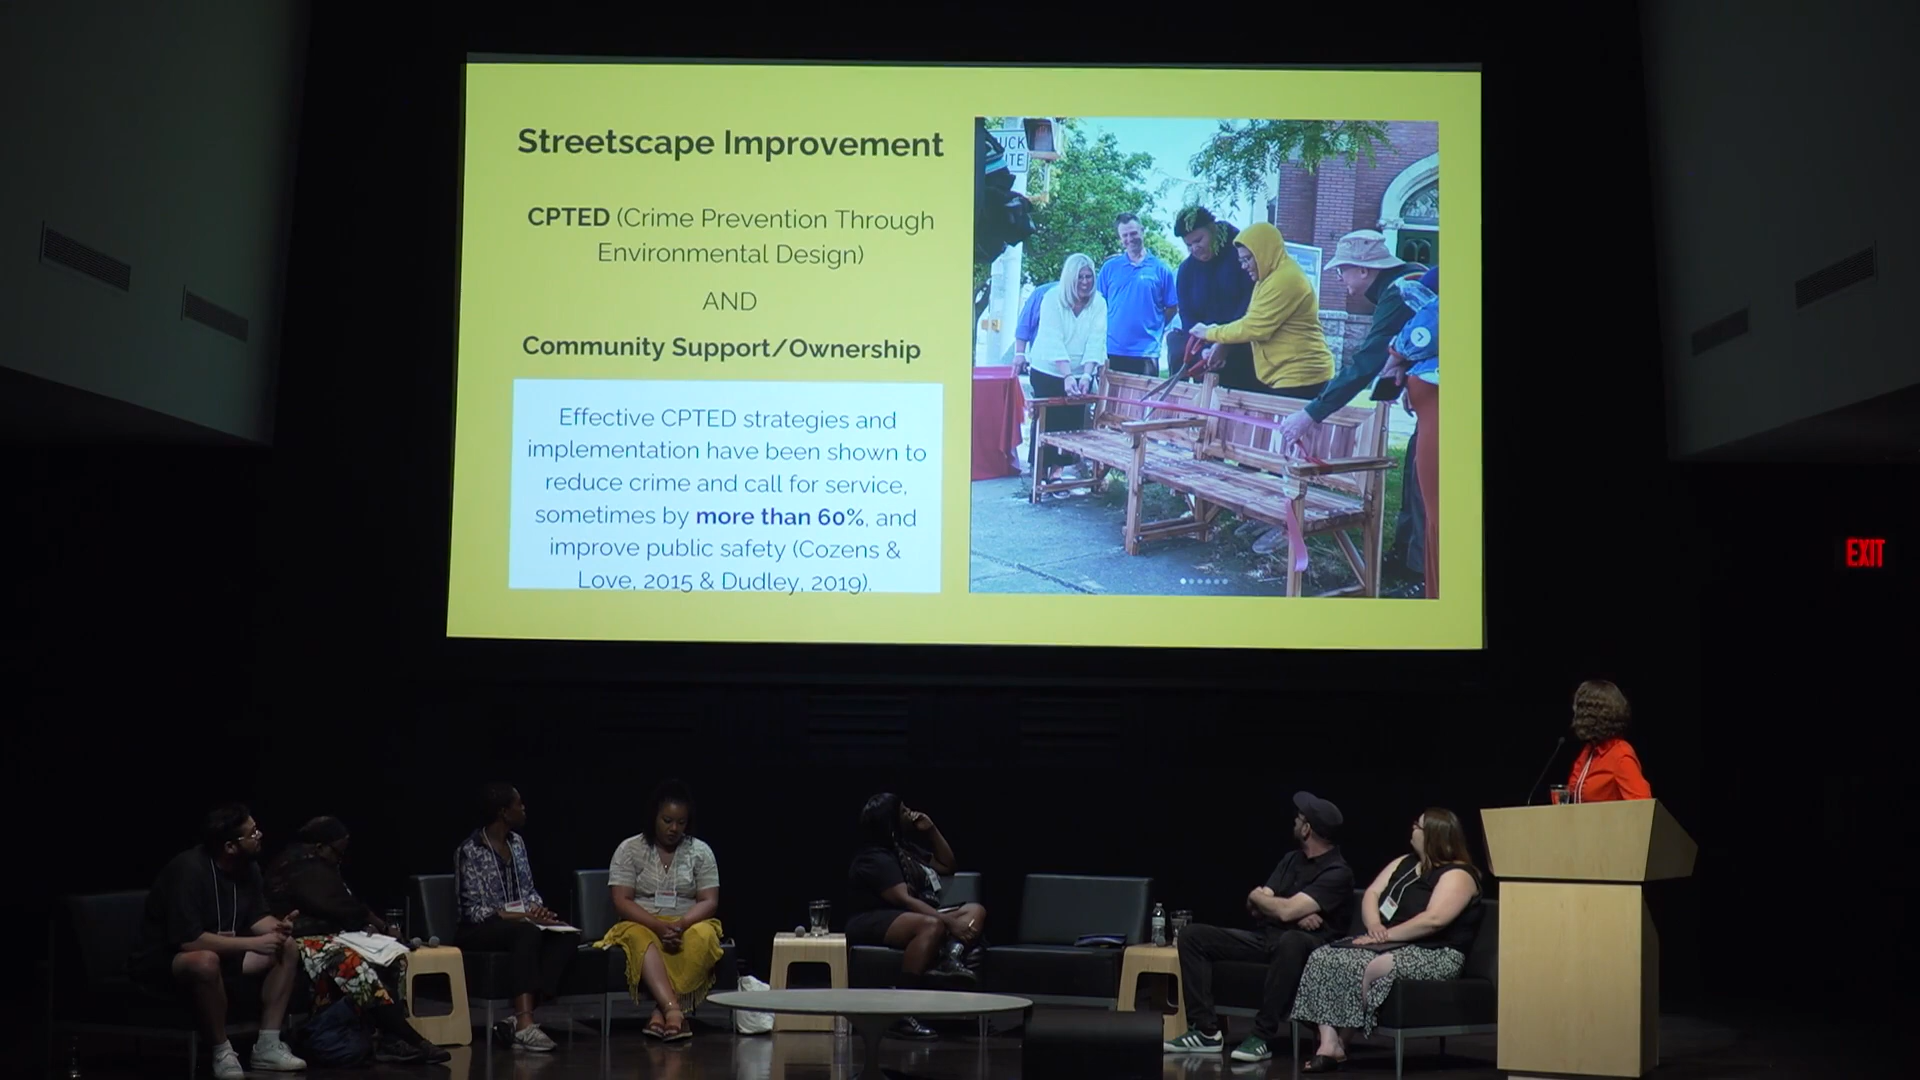 Streetscape Improvement
CPTED (Crime Prevention Through
Environmental Design)
AND
Community Support/Ownership
Effective CPTED strategies and
implementation have been shown to
reduce crime and call for service,
sometimes by more than 60%, and
improve public safety (Cozens &
Love, 2015 & Dudley, 2019).
EXIT